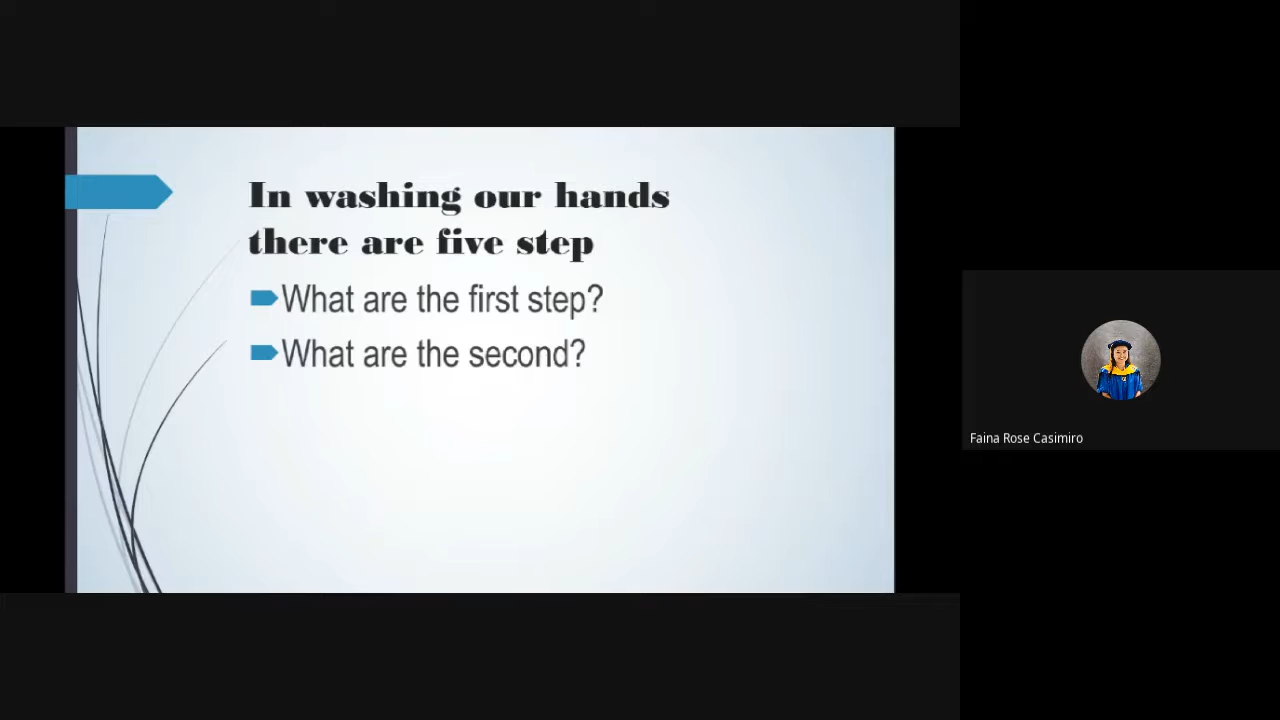 In washing our hands
there are five step
What are the first step?
What are the second?
Faina Rose Casimiro